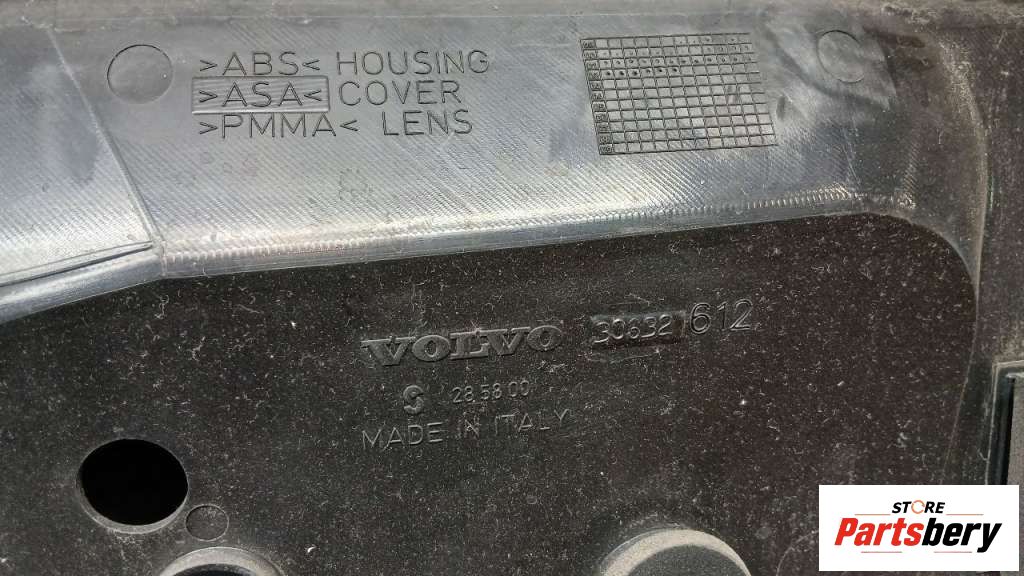 >ABS< HOUSING
>ASA< COVER
>PMMA< LENS
VOLVO 30632 612
28.58.00
MADE IN ITALY
STORE
Partsbery